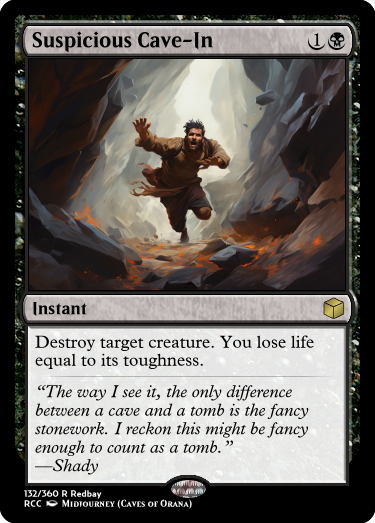 Suspicious Cave-In 1
Instant
Destroy target creature. You lose life
equal to its toughness.
“The way I see it, the only difference
between a cave and a tomb is the fancy
stonework. I reckon this might be fancy
enough to count as a tomb.”
—Shady
132/360 R Redbay
RCC Midjourney (Caves of Orana)